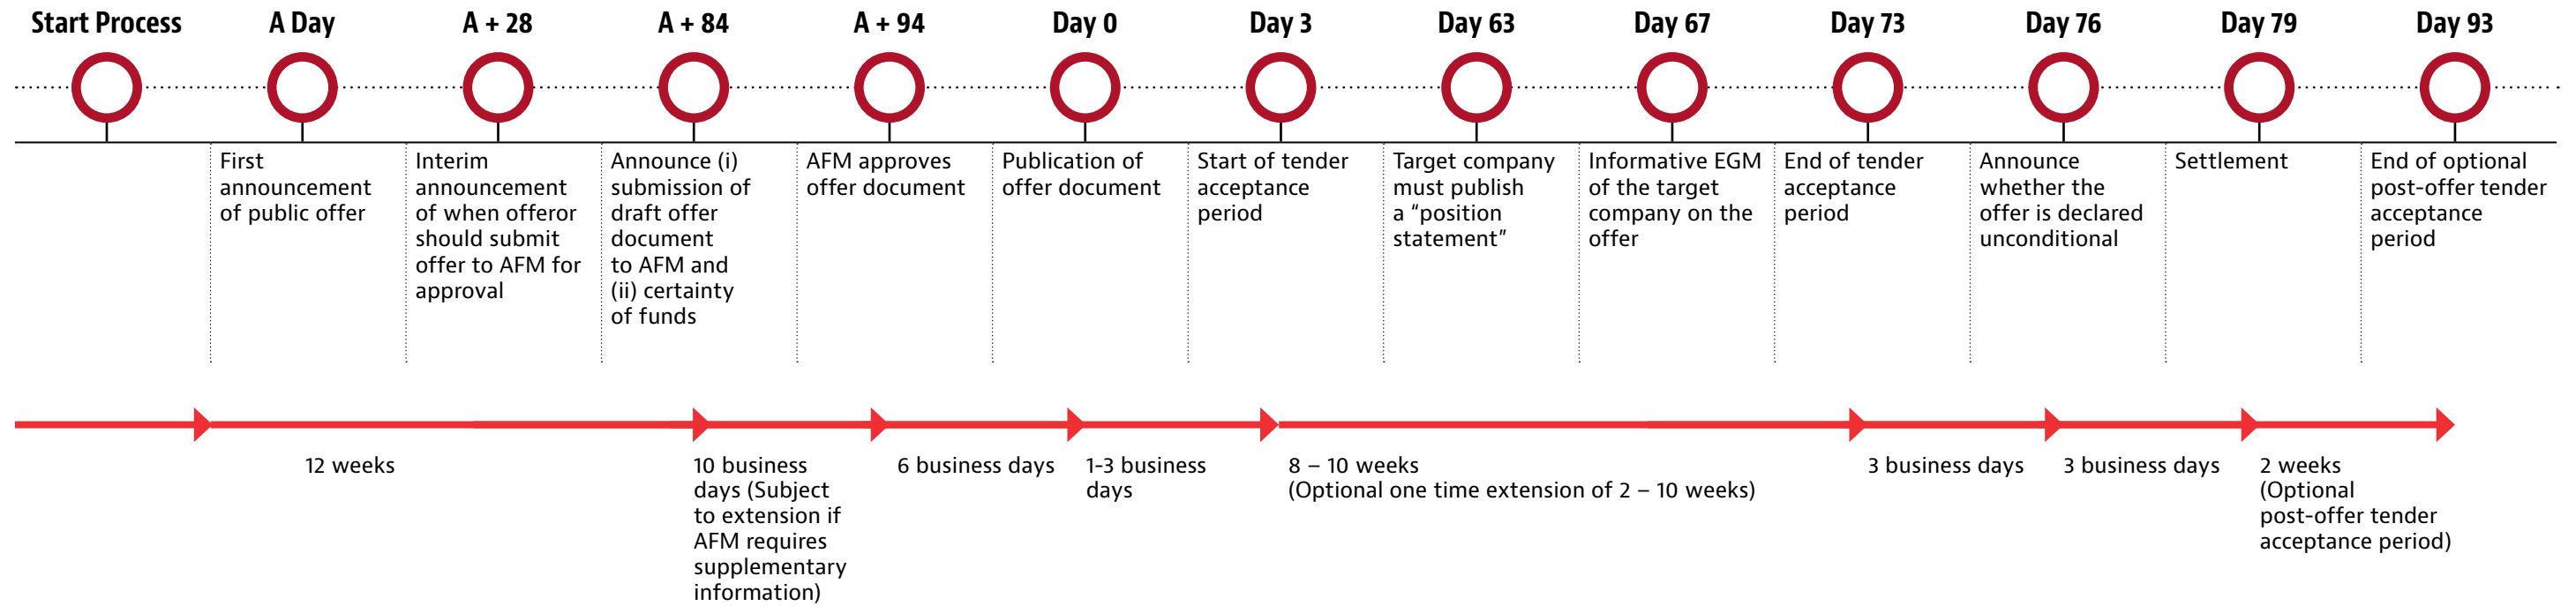 Start Process
A Day
A + 28
A + 84
A + 94
Day 0
Day 3
Day 63
Day 67
Day 73
Day 76
Day 79
Day 93
First
announcement
of public offer
Interim
announcement
of when offeror
should submit
offer to AFM for
approval
Announce (i)
submission of
draft offer
document
to AFM and
(ii) certainty
of funds
AFM approves
offer document
Publication of
offer document
Start of tender
acceptance
period
Target company
must publish
a “position
statement”
Informative EGM
of the target
company on the
offer
End of tender
acceptance
period
Announce
whether the
offer is declared
unconditional
Settlement
End of optional
post-offer tender
acceptance
period
12 weeks
10 business
days (Subject
to extension if
AFM requires
supplementary
information)
6 business days
1-3 business
days
8 – 10 weeks
(Optional one time extension of 2 – 10 weeks)
3 business days
3 business days
2 weeks
(Optional
post-offer tender
acceptance period)